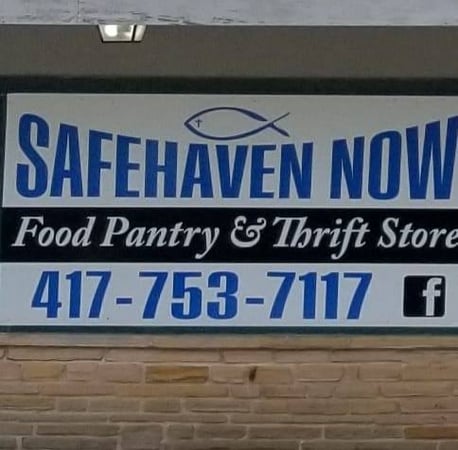 SAFEHAVEN NOW
Food Pantry & Thrift Store
417-753-7117 f